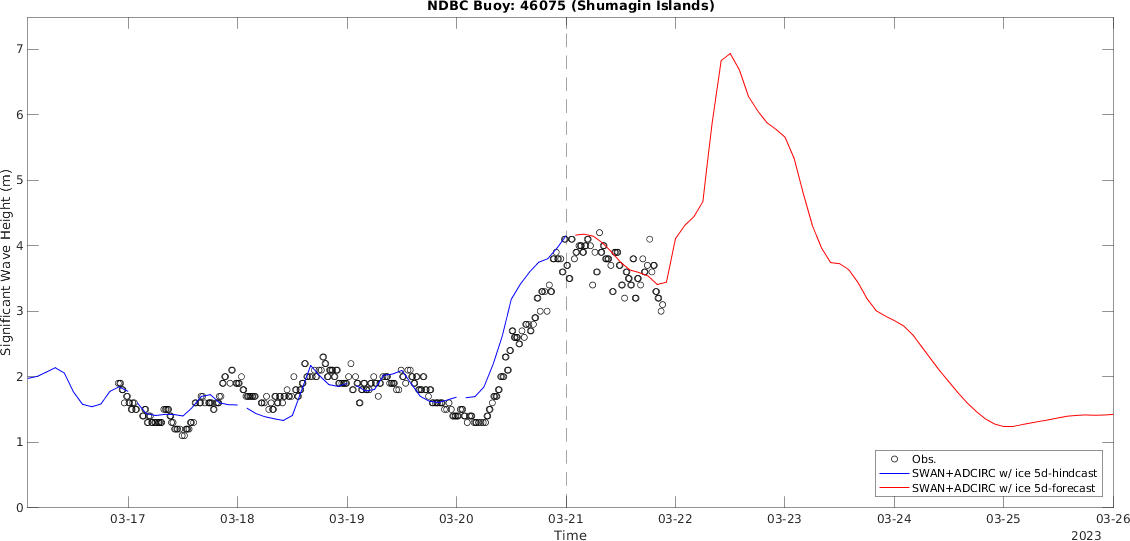 NDBC Buoy: 46075 (Shumagin Islands)
Significant Wave Height (m)
7
6
5
4
3
2
1
0
Obs.
SWAN+ADCIRC w/ ice 5d-hindcast
SWAN+ADCIRC w/ ice 5d-forecast
03-17 03-18 03-19 03-20 03-21 03-22 03-23 03-24 03-25 03-26
Time
2023